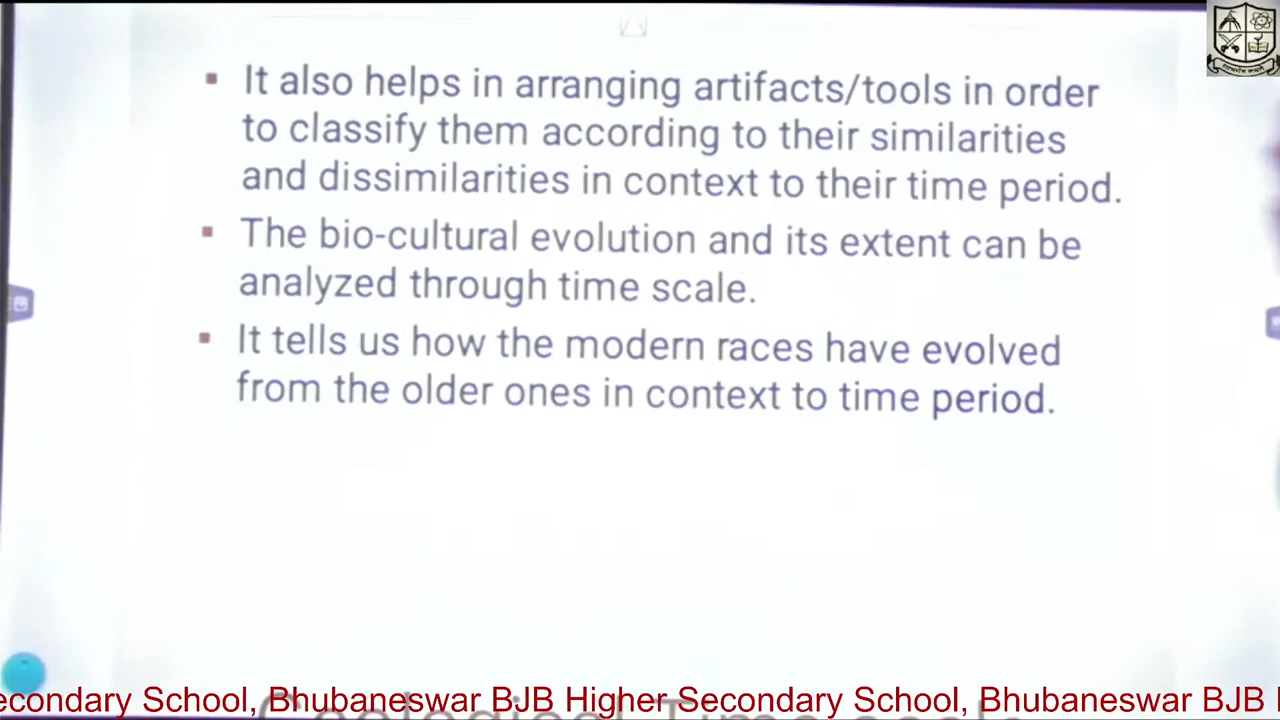 ▪ It also helps in arranging artifacts/tools in order
to classify them according to their similarities
and dissimilarities in context to their time period.
▪ The bio-cultural evolution and its extent can be
analyzed through time scale.
▪ It tells us how the modern races have evolved
from the older ones in context to time period.
Geological Time scale
econdary School, Bhubaneswar BJB Higher Secondary School, Bhubaneswar BJB